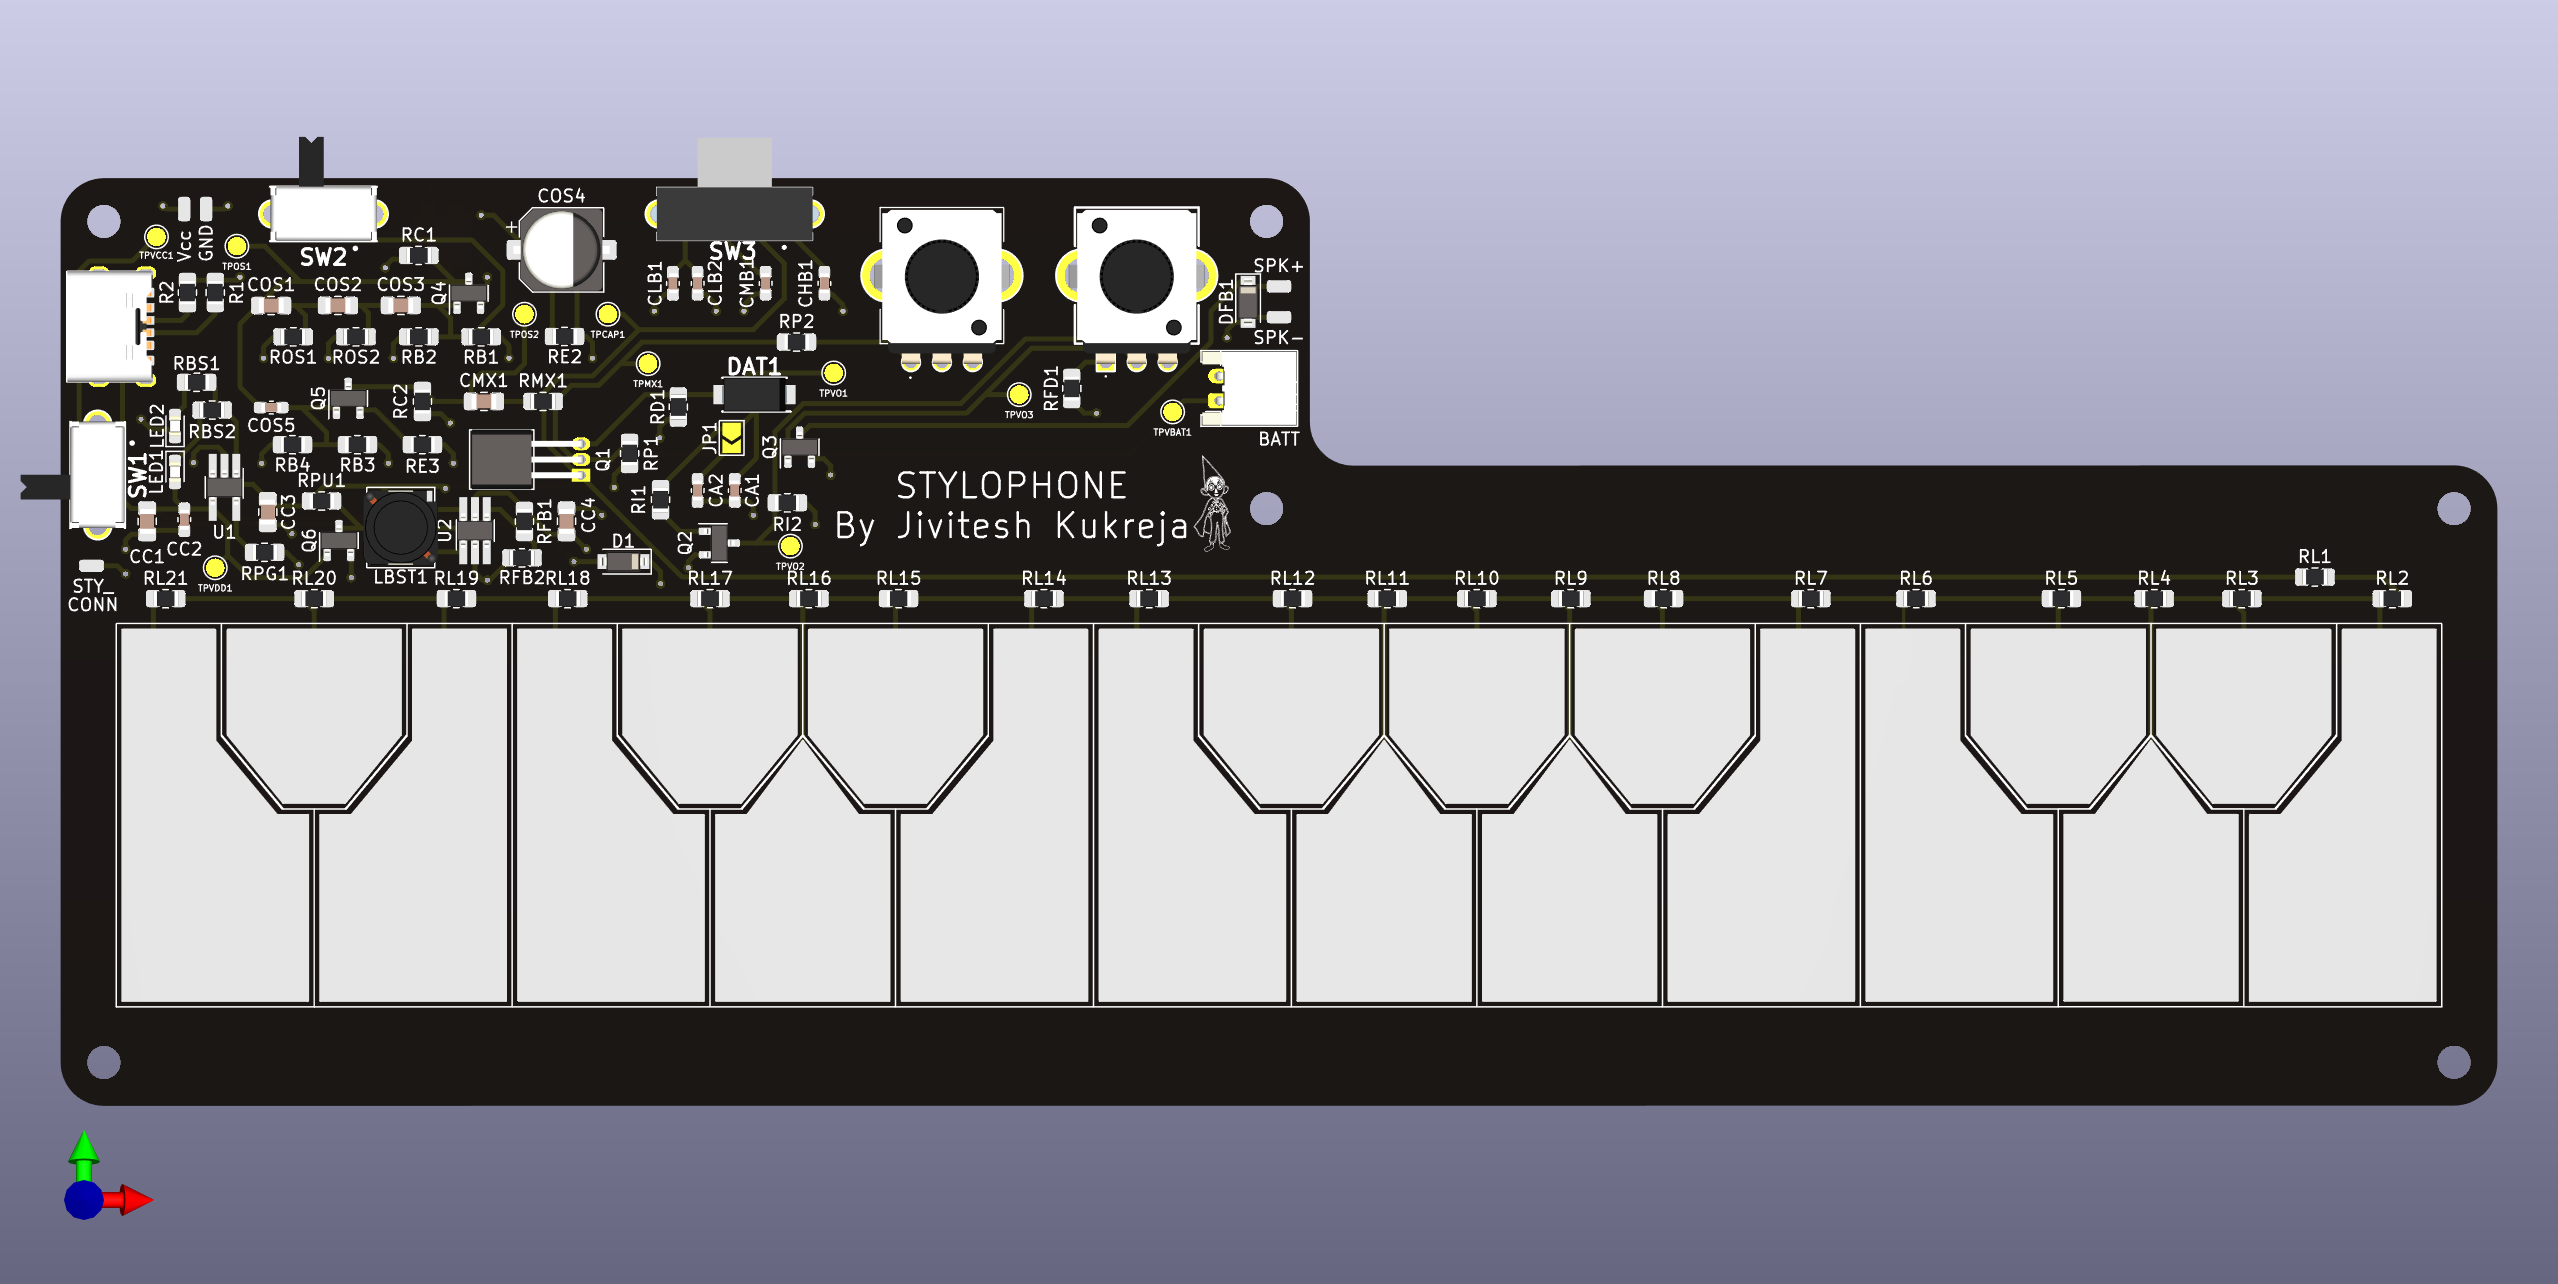 COS4
Vcc
GND
TPVCC1
TPOS1
SW2
RC1
+
SW3
SPK+
R2
R1
COS1
COS2
COS3
Q4
CLB1
CLB2
CMB1
CHB1
DFB1
TPOS2
TPCAP1
RP2
SPK-
ROS1
ROS2
RB2
RB1
RE2
RBS1
CMX1
RMX1
TPMX1
DAT1
TPVO1
RFD1
TPVO3
Q5
RC2
RD1
TPVBAT1
BATT
LED2
COS5
RBS2
JP1
Q3
SW1
LED1
RB4
RB3
RE3
Q1
RP1
RPU1
STYLOPHONE
By Jivitesh Kukreja
CC3
RI1
CA2
CA1
U1
U2
RFB1
CC4
RI2
CC1
CC2
Q6
D1
Q2
TPVO2
RPG1
LBST1
RFB2
TPVDD1
STY_
CONN
RL21
RL20
RL19
RL18
RL17
RL16
RL15
RL14
RL13
RL12
RL11
RL10
RL9
RL8
RL7
RL6
RL5
RL4
RL3
RL1
RL2